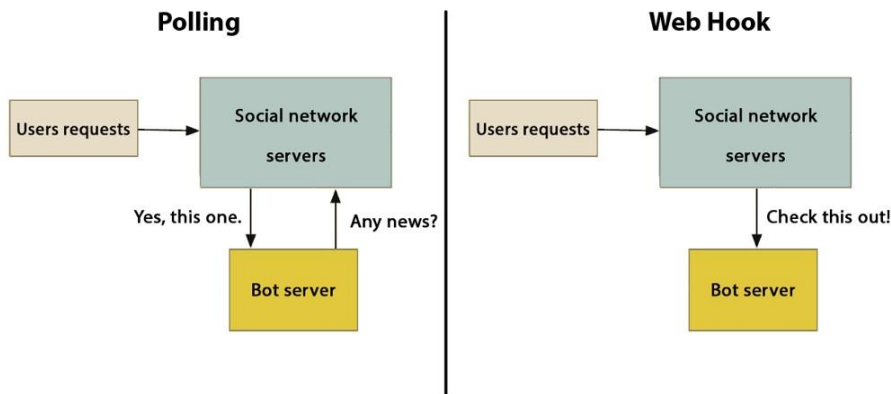 Polling
Users requests
Social network
servers
Yes, this one.
Any news?
Bot server
Web Hook
Users requests
Social network
servers
Check this out!
Bot server